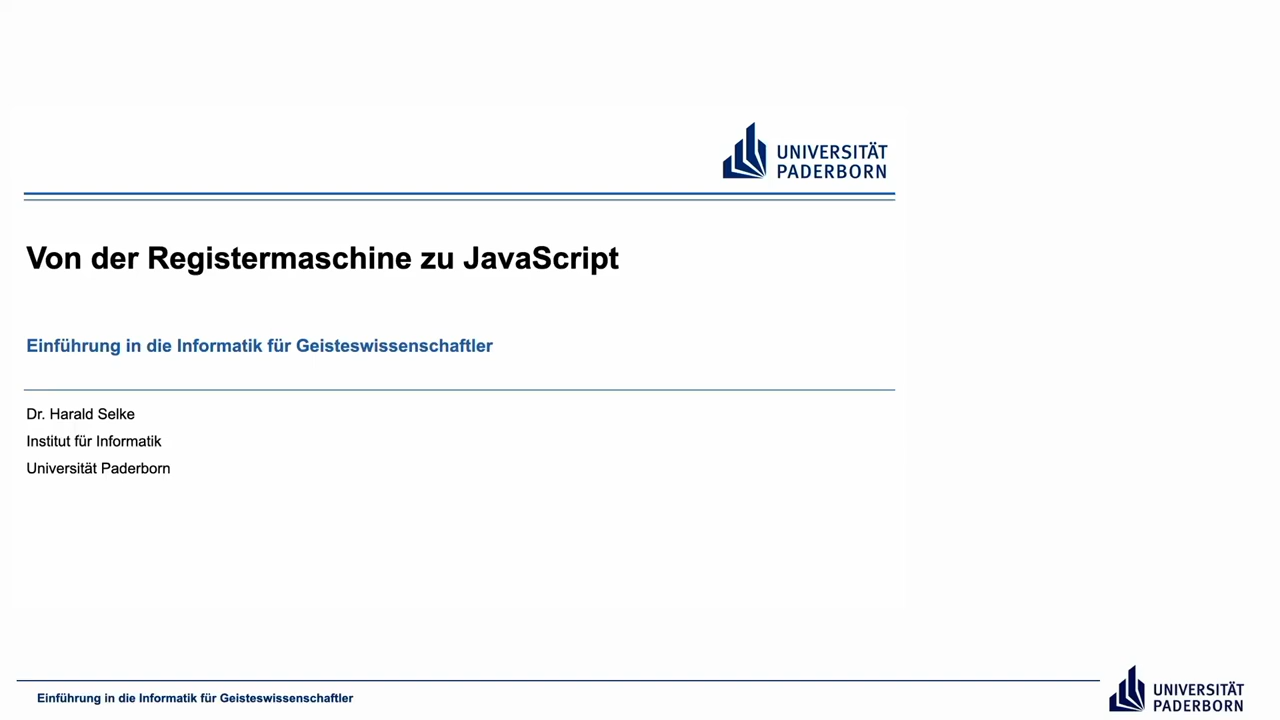 UNIVERSITÄT
PADERBORN
Von der Registermaschine zu JavaScript
Einführung in die Informatik für Geisteswissenschaftler
Dr. Harald Selke
Institut für Informatik
Universität Paderborn
Einführung in die Informatik für Geisteswissenschaftler
UNIVERSITÄT
PADERBORN